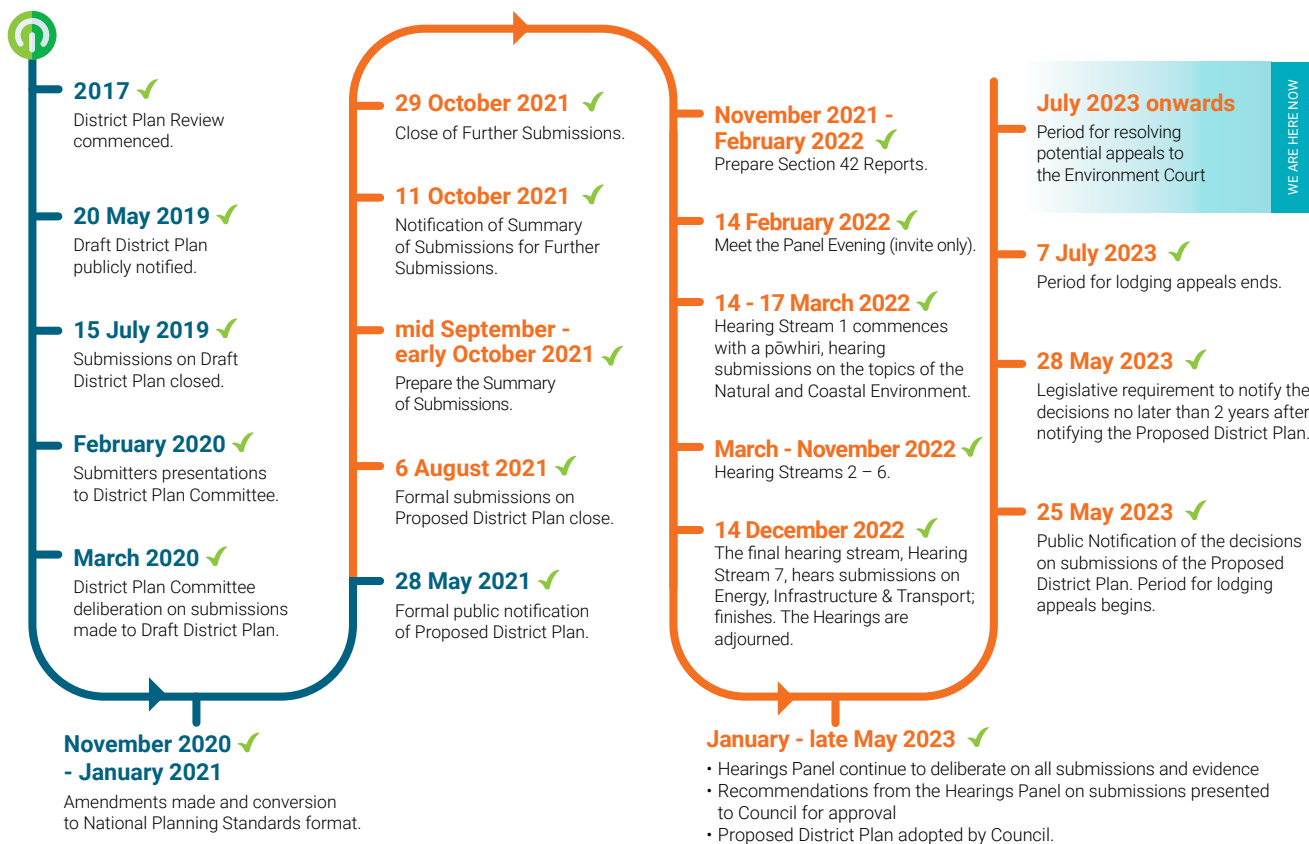 2017
District Plan Review
commenced.
20 May 2019
Draft District Plan
publicly notified.
15 July 2019
Submissions on Draft
District Plan closed.
February 2020
Submitters presentations
to District Plan Committee.
March 2020
District Plan Committee
deliberation on submissions
made to Draft District Plan.
November 2020
- January 2021
Amendments made and conversion
to National Planning Standards format.
29 October 2021
Close of Further Submissions.
11 October 2021
Notification of Summary
of Submissions for Further
Submissions.
mid September -
early October 2021
Prepare the Summary
of Submissions.
6 August 2021
Formal submissions on
Proposed District Plan close.
28 May 2021
Formal public notification
of Proposed District Plan.
November 2021 -
February 2022
Prepare Section 42 Reports.
14 February 2022
Meet the Panel Evening (invite only).
14 - 17 March 2022
Hearing Stream 1 commences
with a pōwhiri, hearing
submissions on the topics of the
Natural and Coastal Environment.
March - November 2022
Hearing Streams 2 – 6.
14 December 2022
The final hearing stream, Hearing
Stream 7, hears submissions on
Energy, Infrastructure & Transport;
finishes. The Hearings are
adjourned.
January - late May 2023
• Hearings Panel continue to deliberate on all submissions and evidence
• Recommendations from the Hearings Panel on submissions presented
to Council for approval
• Proposed District Plan adopted by Council.
July 2023 onwards
Period for resolving
potential appeals to
the Environment Court
WE ARE HERE NOW
7 July 2023
Period for lodging appeals ends.
28 May 2023
Legislative requirement to notify the
decisions no later than 2 years after
notifying the Proposed District Plan.
25 May 2023
Public Notification of the decisions
on submissions of the Proposed
District Plan. Period for lodging
appeals begins.